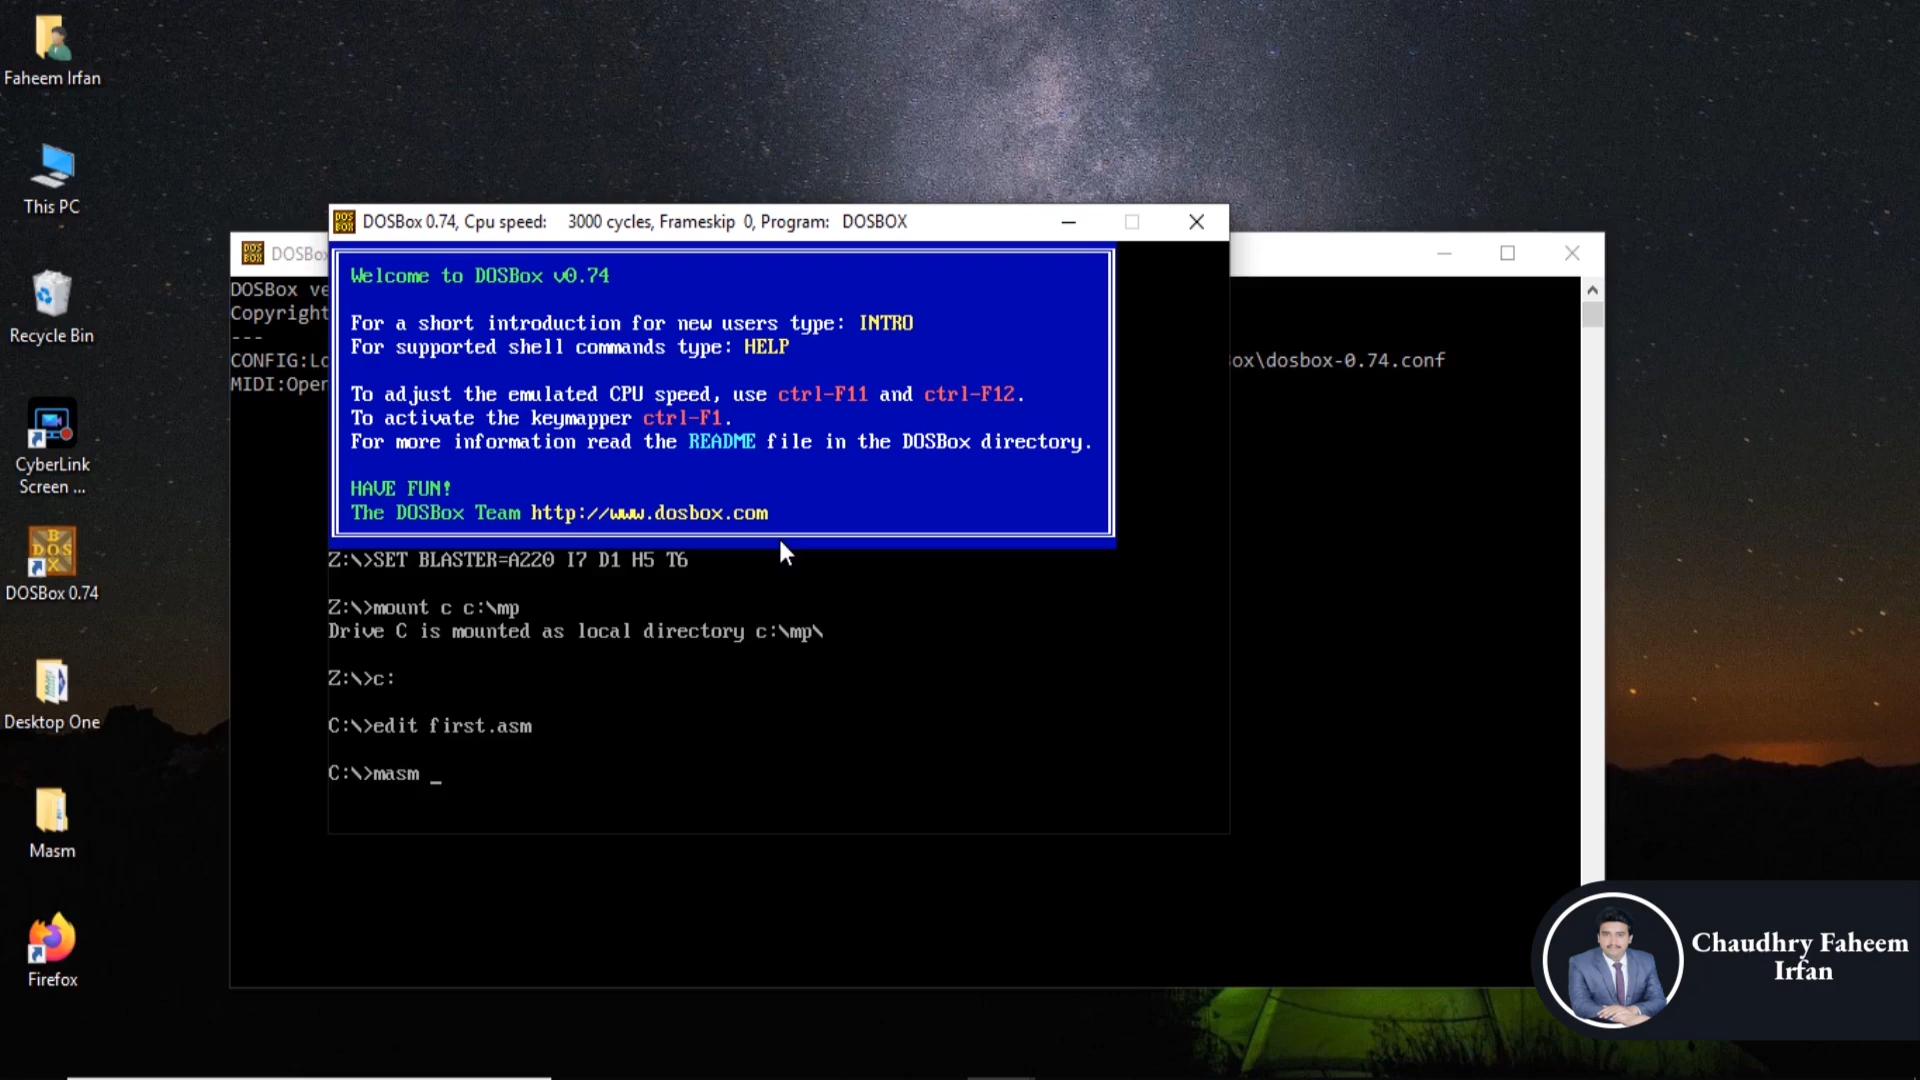 Faheem Irfan
This PC
Recycle Bin
CyberLink
Screen ...
DOSBox 0.74
Desktop One
Masm
Firefox
DOSBox 0.74, Cpu speed: 3000 cycles, Frameskip 0, Program: DOSBOX
Welcome to DOSBox v0.74
For a short introduction for new users type: INTRO
For supported shell commands type: HELP
To adjust the emulated CPU speed, use ctrl-F11 and ctrl-F12.
To activate the keymapper ctrl-F1.
For more information read the README file in the DOSBox directory.
HAVE FUN!
The DOSBox Team http://www.dosbox.com
Z:\>SET BLASTER=A220 I7 D1 H5 T6
Z:\>mount c c:\mp
Drive C is mounted as local directory c:\mp\
Z:\>c:
C:\>edit first.asm
C:\>masm _
DOSBox
DOSBox ve
Copyright
---
CONFIG:Lo ox\dosbox-0.74.conf
MIDI:Open
Chaudhry Faheem
Irfan